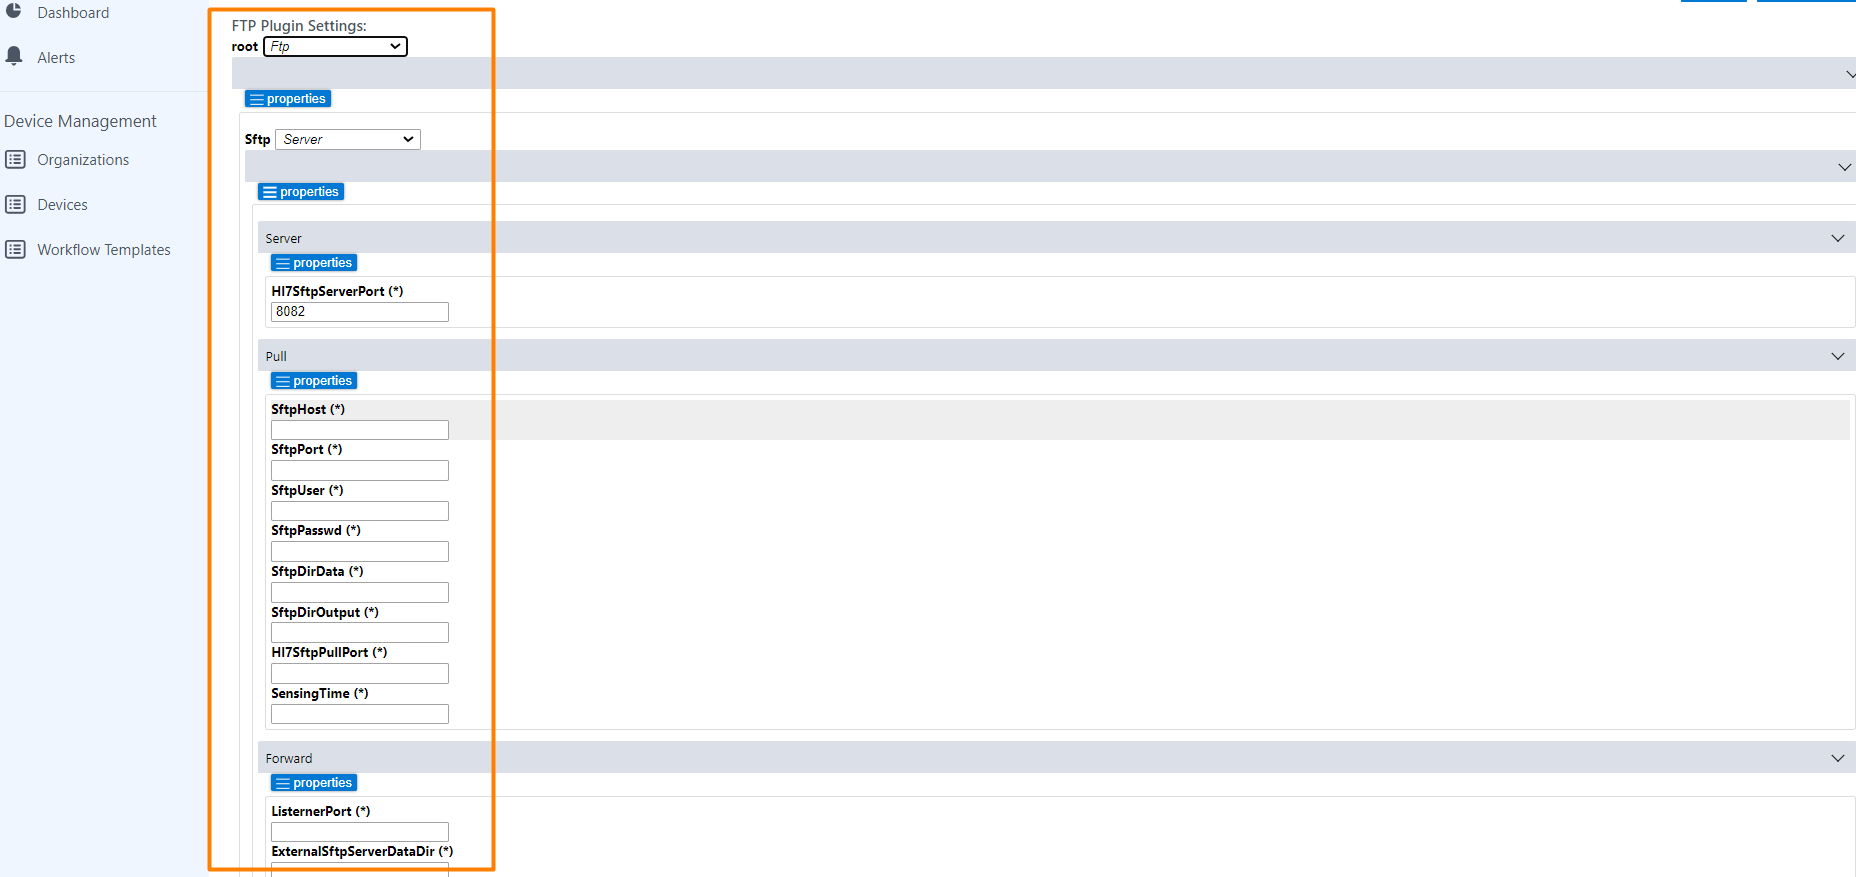 Dashboard
Alerts
Device Management
Organizations
Devices
Workflow Templates
FTP Plugin Settings:
root Ftp
properties
Sftp Server
properties
Server
properties
Hl7SftpServerPort (*)
8082
Pull
properties
SftpHost (*)
SftpPort (*)
SftpUser (*)
SftpPasswd (*)
SftpDirData (*)
SftpDirOutput (*)
Hl7SftpPullPort (*)
SensingTime (*)
Forward
properties
ListernerPort (*)
ExternalSftpServerDataDir (*)